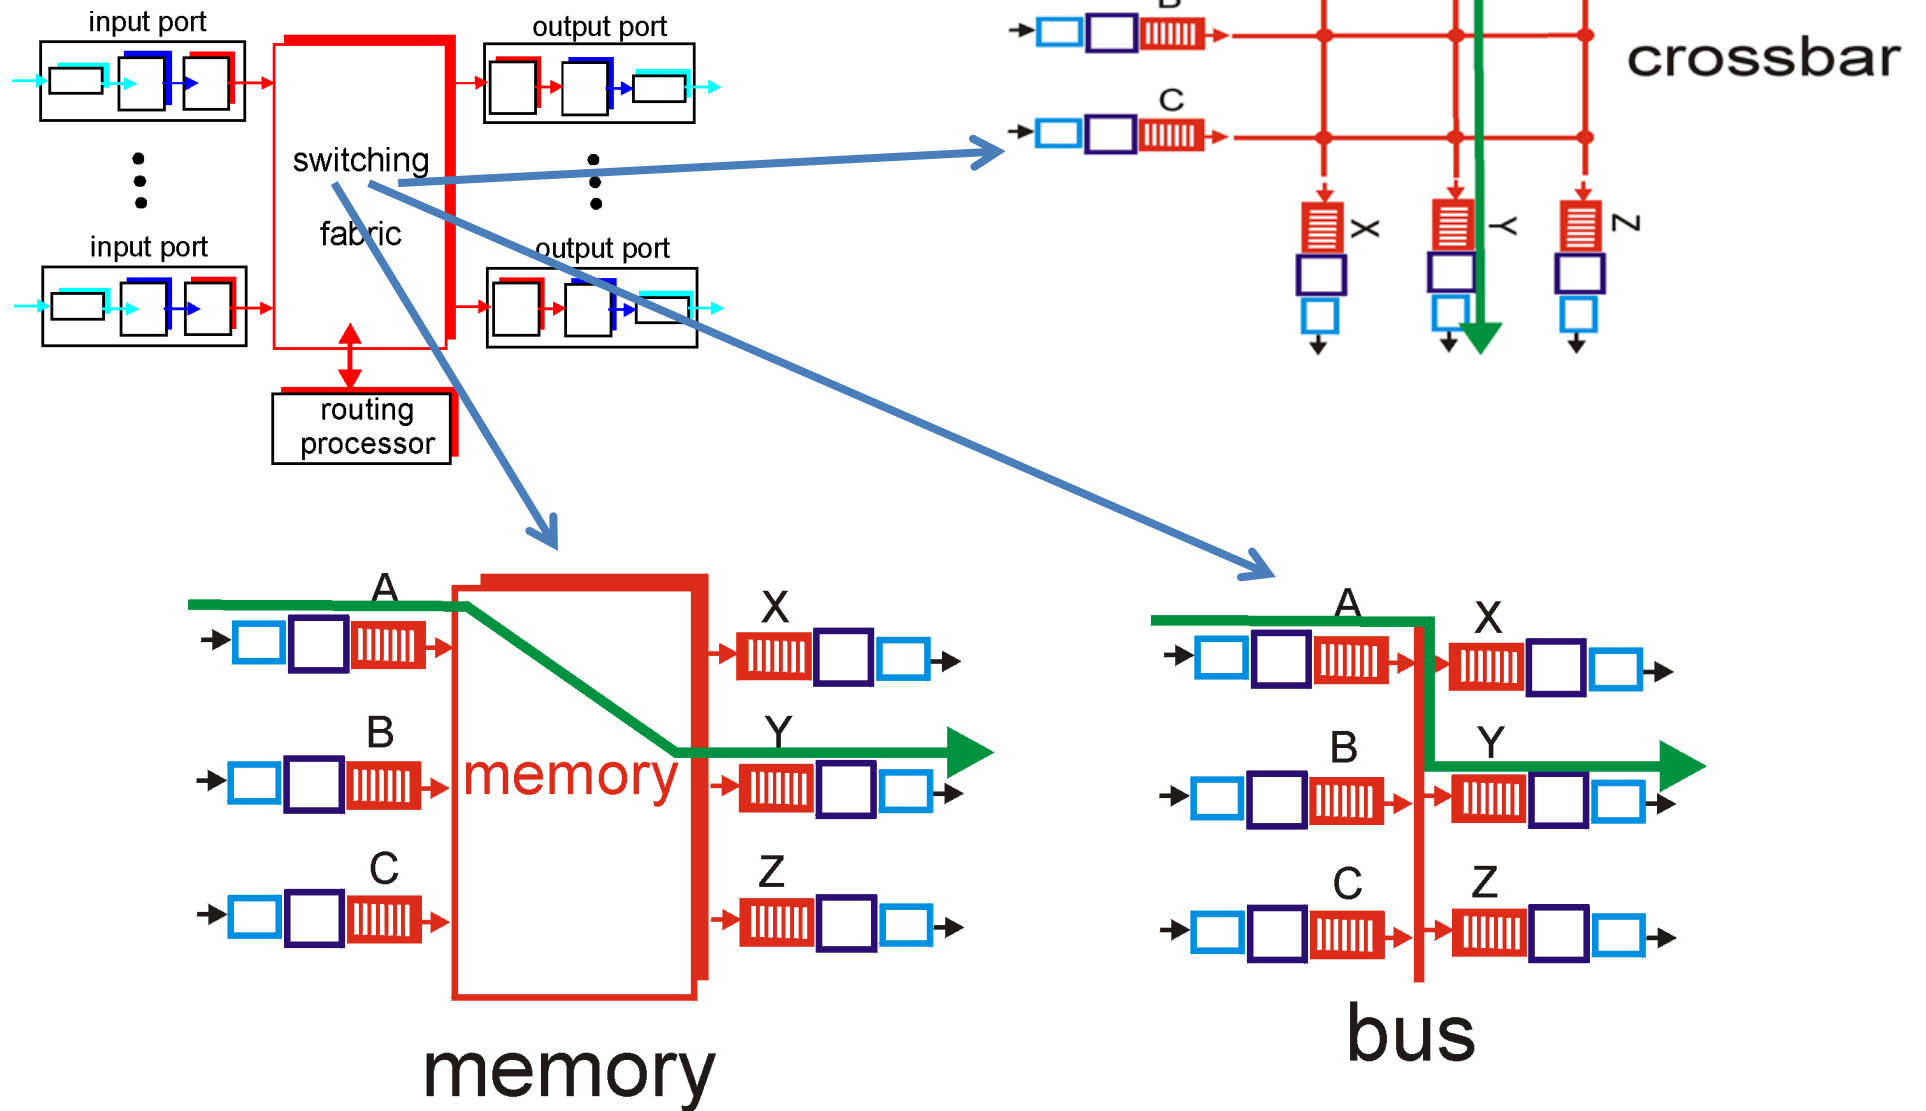 input port
output port
switching
fabric
input port
output port
routing
processor
B
crossbar
C
X
Y
Z
A
B
C
memory
X
Y
Z
memory
A
B
C
X
Y
Z
bus